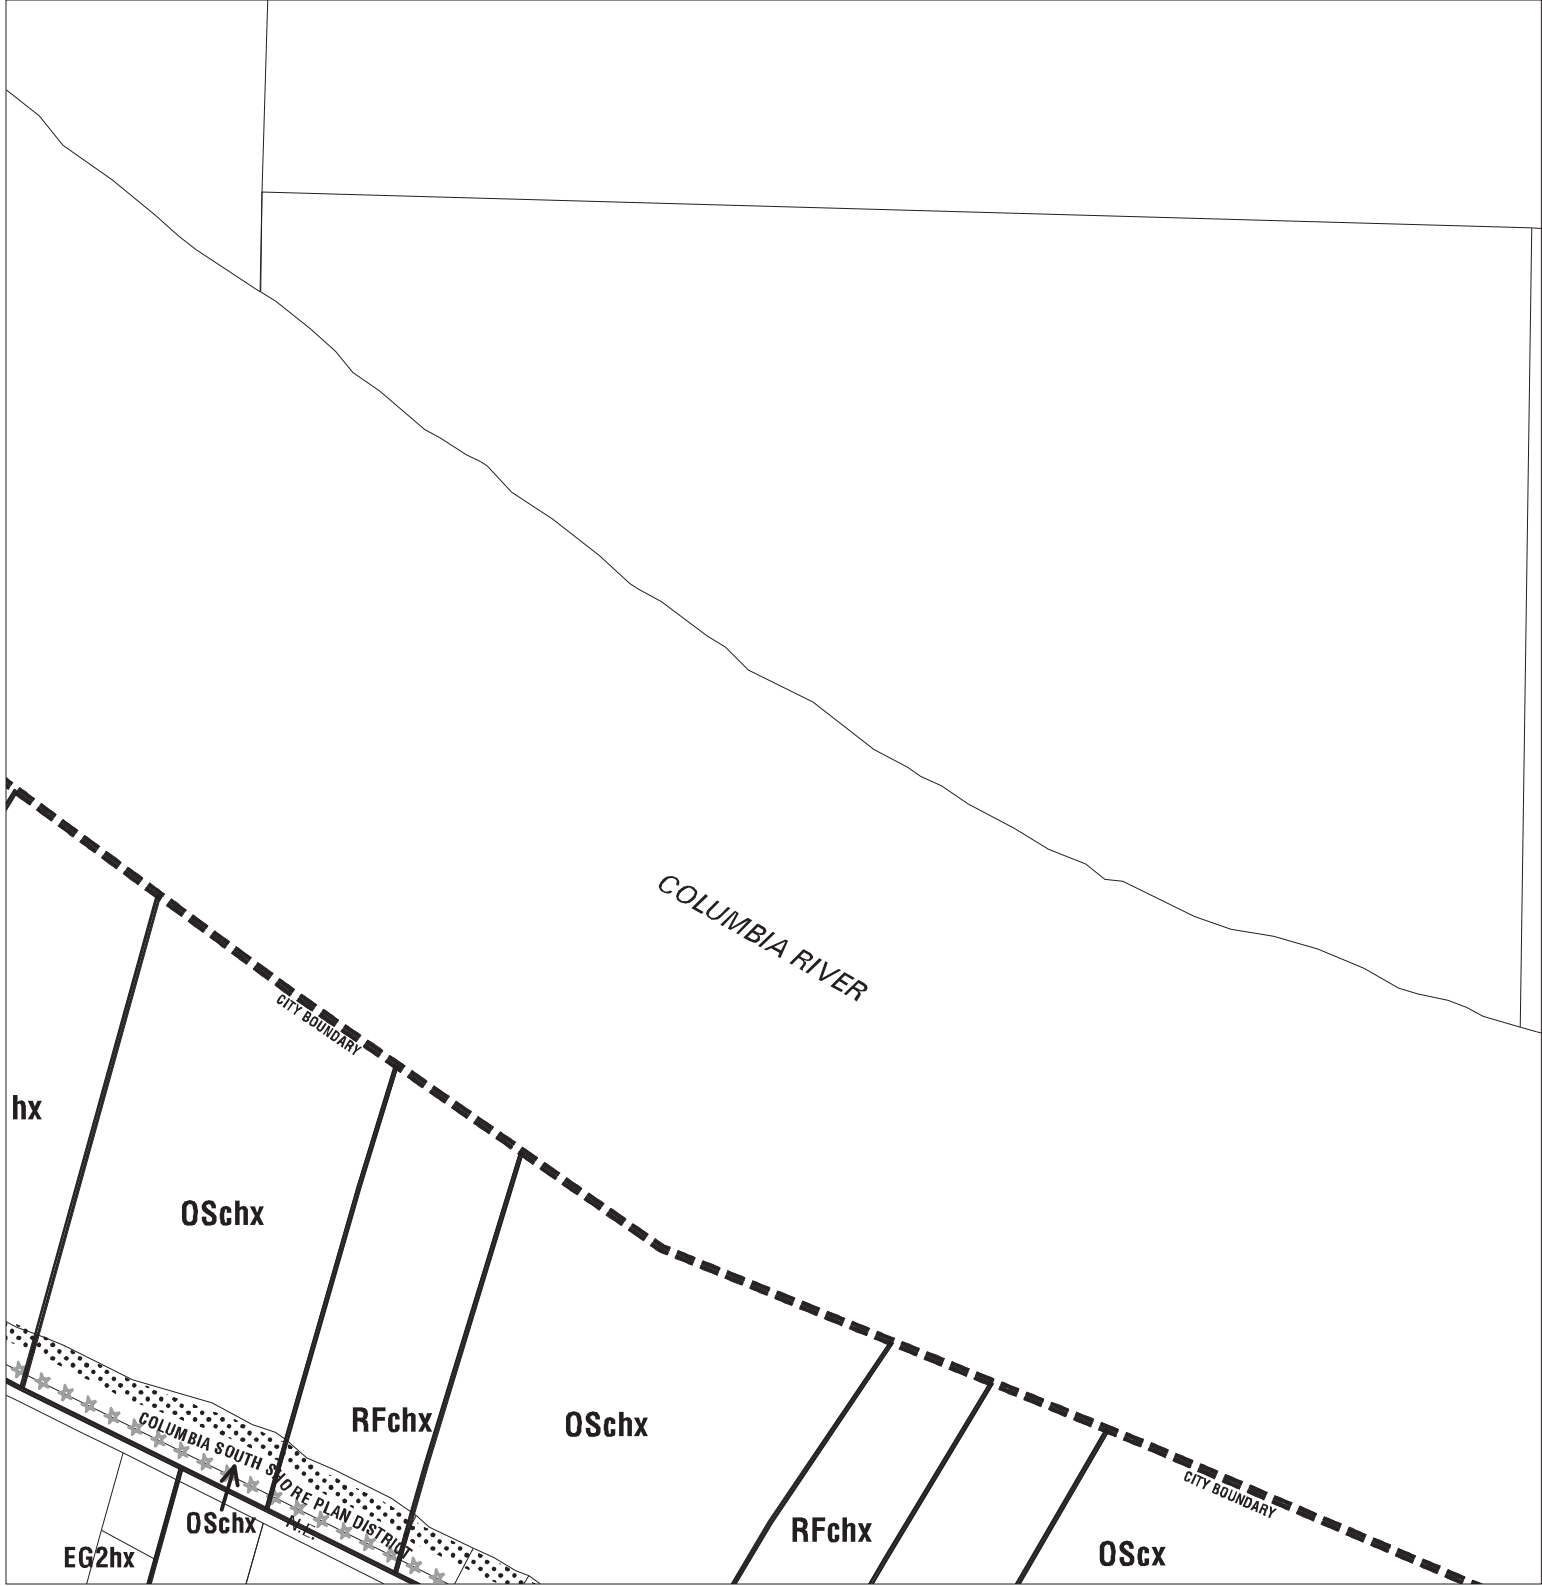 COLUMBIA RIVER
CITY BOUNDARY
hx
OSchx
RFchx
OSchx
CITY BOUNDARY
COLUMBIA SOUTH SHORE PLAN DISTRICT
OSchx
N.E.
RFchx
OScx
EG2hx